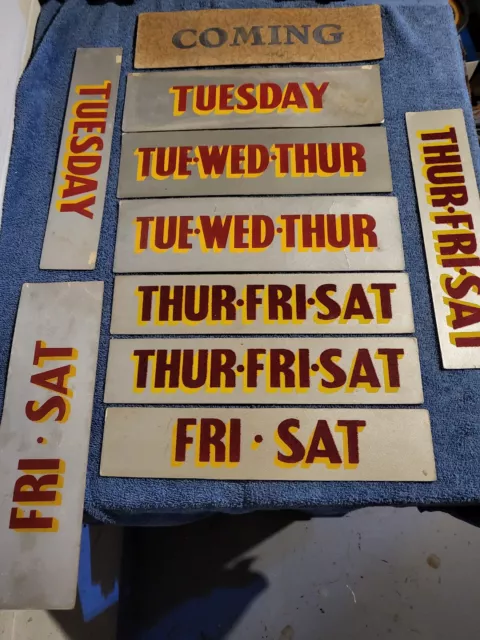 COMING
TUESDAY
TUESDAY
TUE·WED·THUR
TUE·WED·THUR
THUR·FRI·SAT
THUR·FRI·SAT
THUR·FRI·SAT
FRI · SAT
FRI · SAT